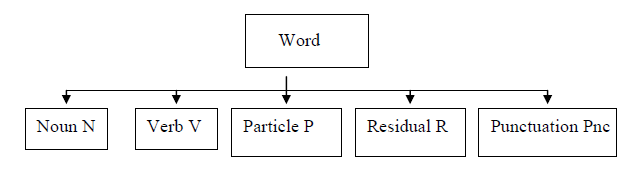 Word
Noun N
Verb V
Particle P
Residual R
Punctuation Pnc